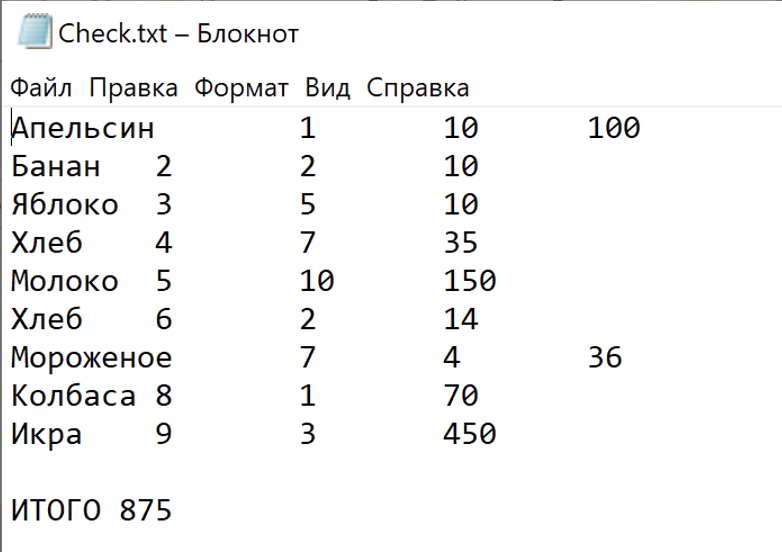 Check.txt – Блокнот
Файл Правка Формат Вид Справка
Апельсин 1 10 100
Банан 2 2 10
Яблоко 3 5 10
Хлеб 4 7 35
Молоко 5 10 150
Хлеб 6 2 14
Мороженое 7 4 36
Колбаса 8 1 70
Икра 9 3 450
ИТОГО 875